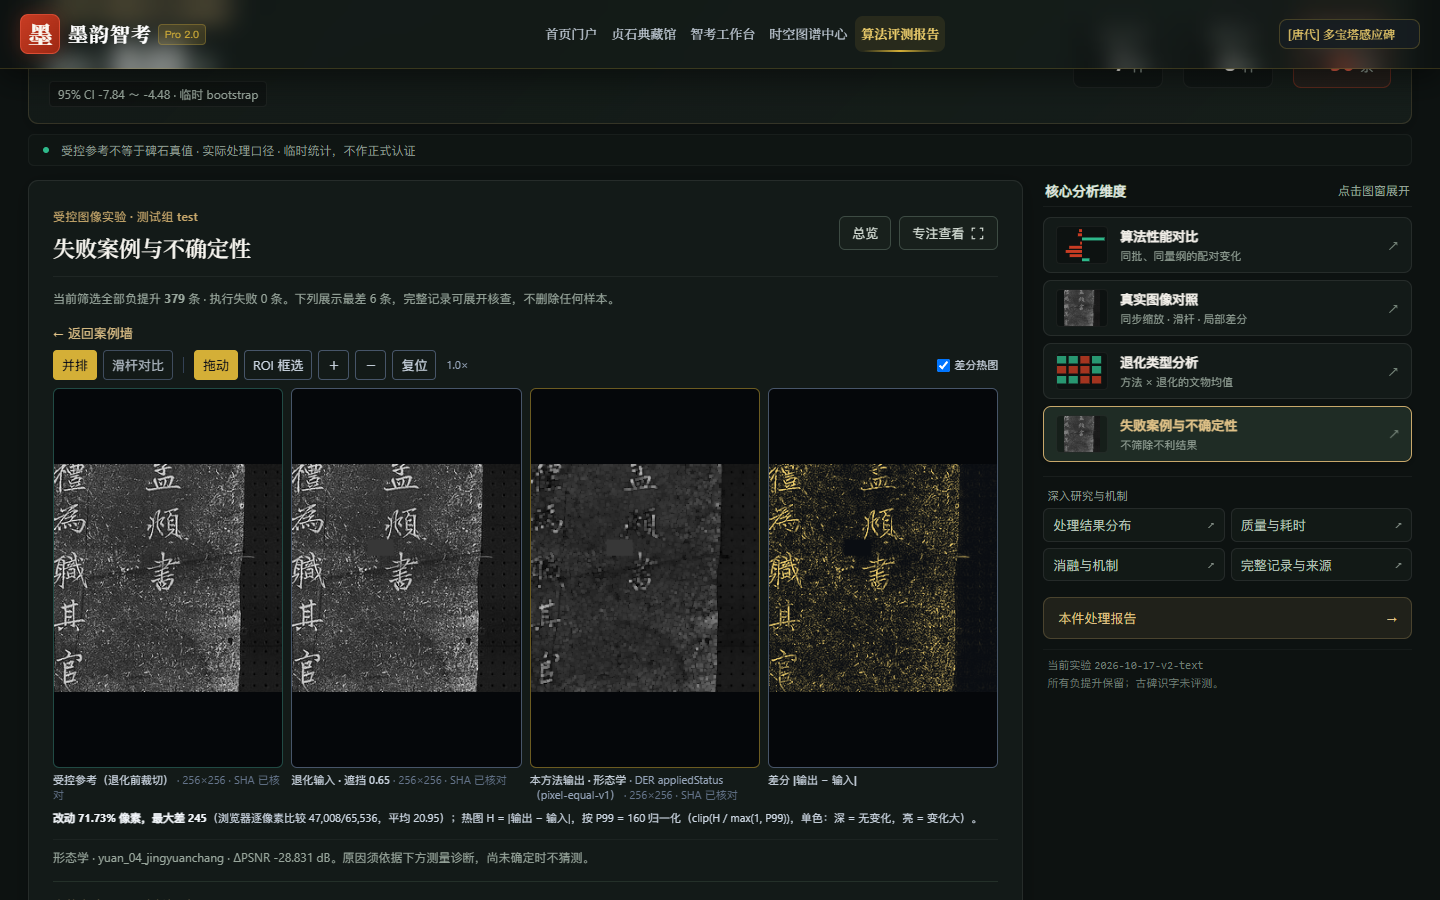 墨 墨韵智考 Pro 2.0
首页门户 贞石典藏馆 智考工作台 时空图谱中心 算法评测报告
[唐代] 多宝塔感应碑
95% CI -7.84 ～ -4.48 · 临时 bootstrap
受控参考不等于碑石真值 · 实际处理口径 · 临时统计，不作正式认证
受控图像实验 · 测试组 test
失败案例与不确定性
总览 专注查看
当前筛选全部负提升 379 条 · 执行失败 0 条。下列展示最差 6 条，完整记录可展开核查，不删除任何样本。
← 返回案例墙
并排 滑杆对比 拖动 ROI 框选 + − 复位 1.0×
差分热图
禮 孟
為 頫
職 書
其
官
受控参考（退化前裁切） · 256×256 · SHA 已核对
退化输入 · 遮挡 0.65 · 256×256 · SHA 已核对
本方法输出 · 形态学 · DER appliedStatus
（pixel-equal-v1） · 256×256 · SHA 已核对
差分 |输出 − 输入|
改动 71.73% 像素，最大差 245（浏览器逐像素比较 47,008/65,536，平均 20.95）；热图 H = |输出 − 输入|，按 P99 = 160 归一化（clip(H / max(1, P99))，单色：深 = 无变化，亮 = 变化大）。
形态学 · yuan_04_jingyuanchang · ΔPSNR -28.831 dB。原因须依据下方测量诊断，尚未确定时不猜测。
核心分析维度 点击图窗展开
算法性能对比
同批、同量纲的配对变化
真实图像对照
同步缩放 · 滑杆 · 局部差分
退化类型分析
方法 × 退化的文物均值
失败案例与不确定性
不筛除不利结果
深入研究与机制
处理结果分布 ↗ 质量与耗时 ↗
消融与机制 ↗ 完整记录与来源 ↗
本件处理报告 →
当前实验 2026-10-17-v2-text
所有负提升保留；古碑识字未评测。